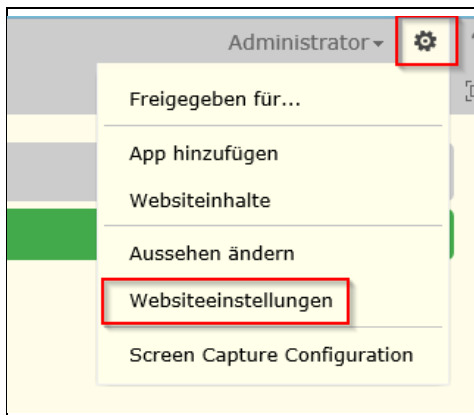 Administrator
Freigegeben für...
App hinzufügen
Websiteinhalte
Aussehen ändern
Websiteeinstellungen
Screen Capture Configuration